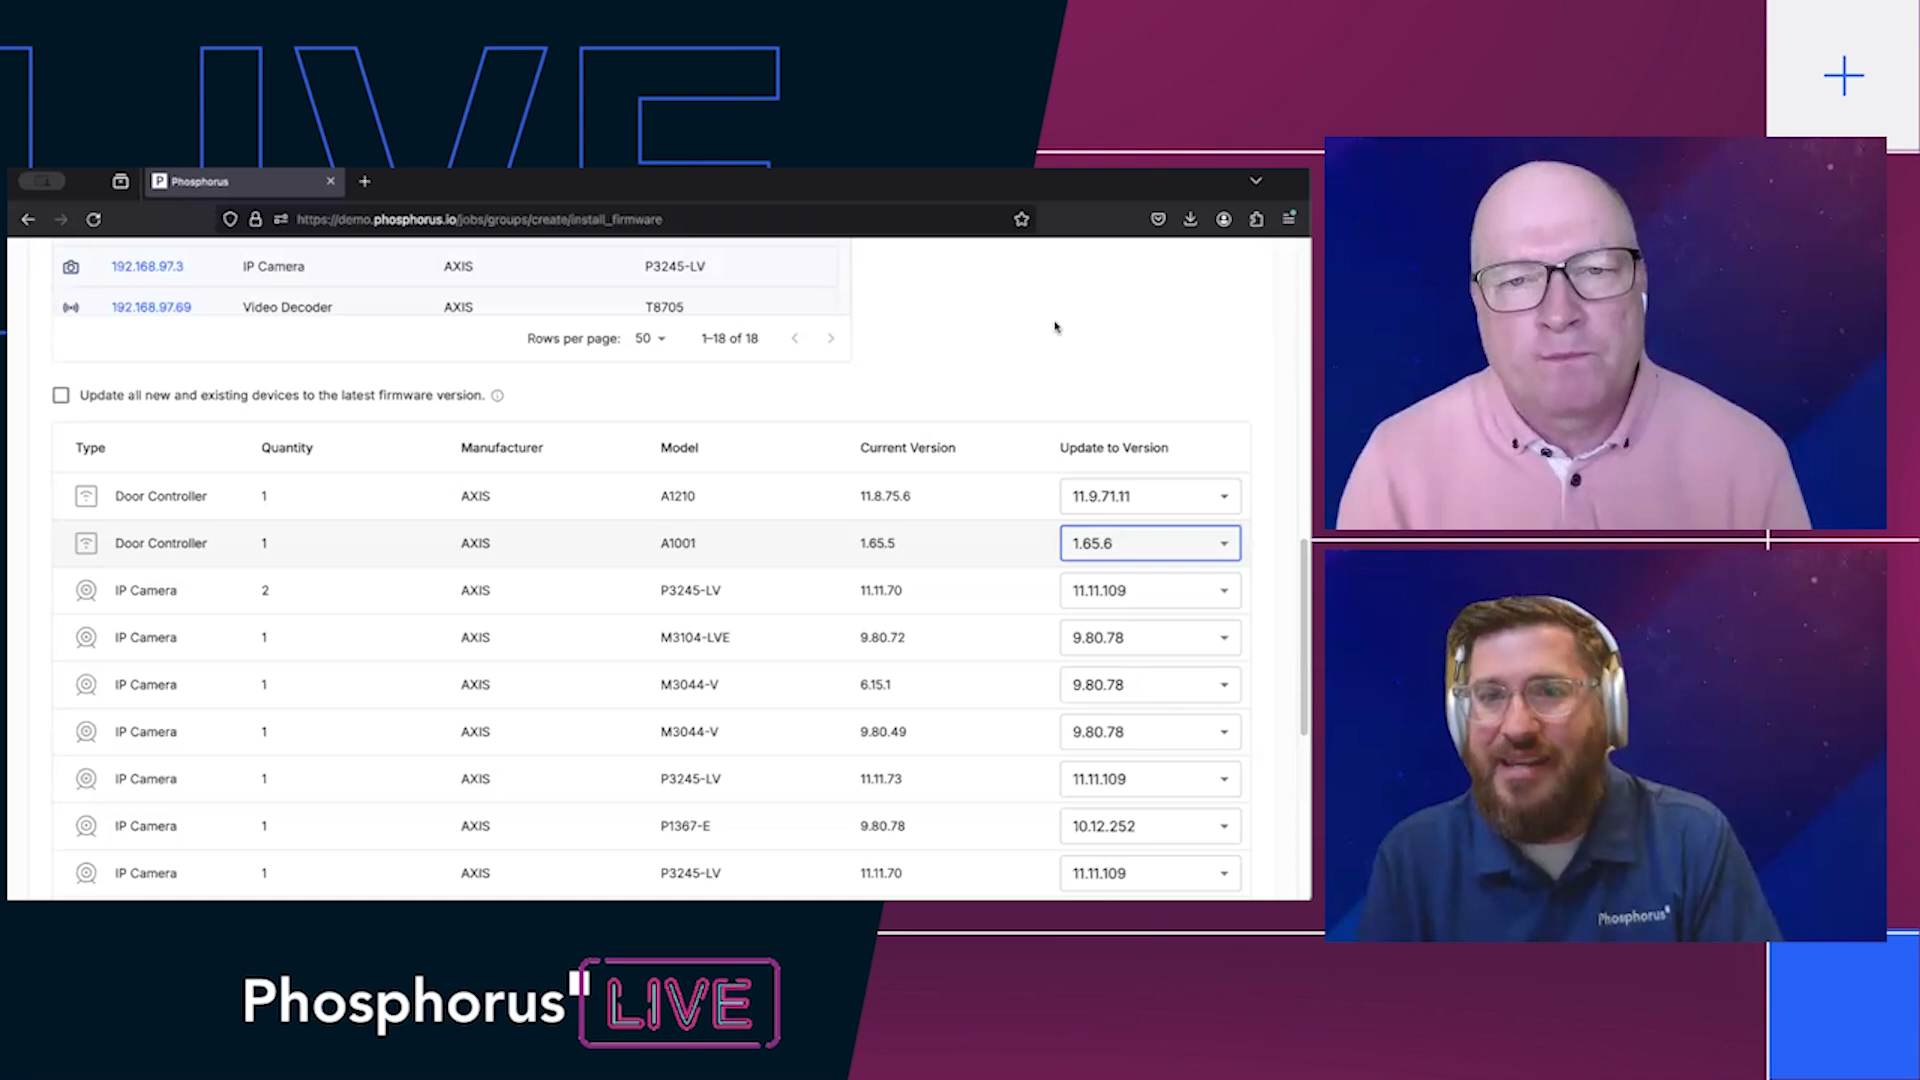 LIVE
Phosphorus
https://demo.phosphorus.io/jobs/groups/create/install_firmware
192.168.97.3 IP Camera AXIS P3245-LV
192.168.97.69 Video Decoder AXIS T8705
Rows per page: 50 1–18 of 18
Update all new and existing devices to the latest firmware version.
Type Quantity Manufacturer Model Current Version Update to Version
Door Controller 1 AXIS A1210 11.8.75.6 11.9.71.11
Door Controller 1 AXIS A1001 1.65.5 1.65.6
IP Camera 2 AXIS P3245-LV 11.11.70 11.11.109
IP Camera 1 AXIS M3104-LVE 9.80.72 9.80.78
IP Camera 1 AXIS M3044-V 6.15.1 9.80.78
IP Camera 1 AXIS M3044-V 9.80.49 9.80.78
IP Camera 1 AXIS P3245-LV 11.11.73 11.11.109
IP Camera 1 AXIS P1367-E 9.80.78 10.12.252
IP Camera 1 AXIS P3245-LV 11.11.70 11.11.109
Phosphorus
Phosphorus LIVE